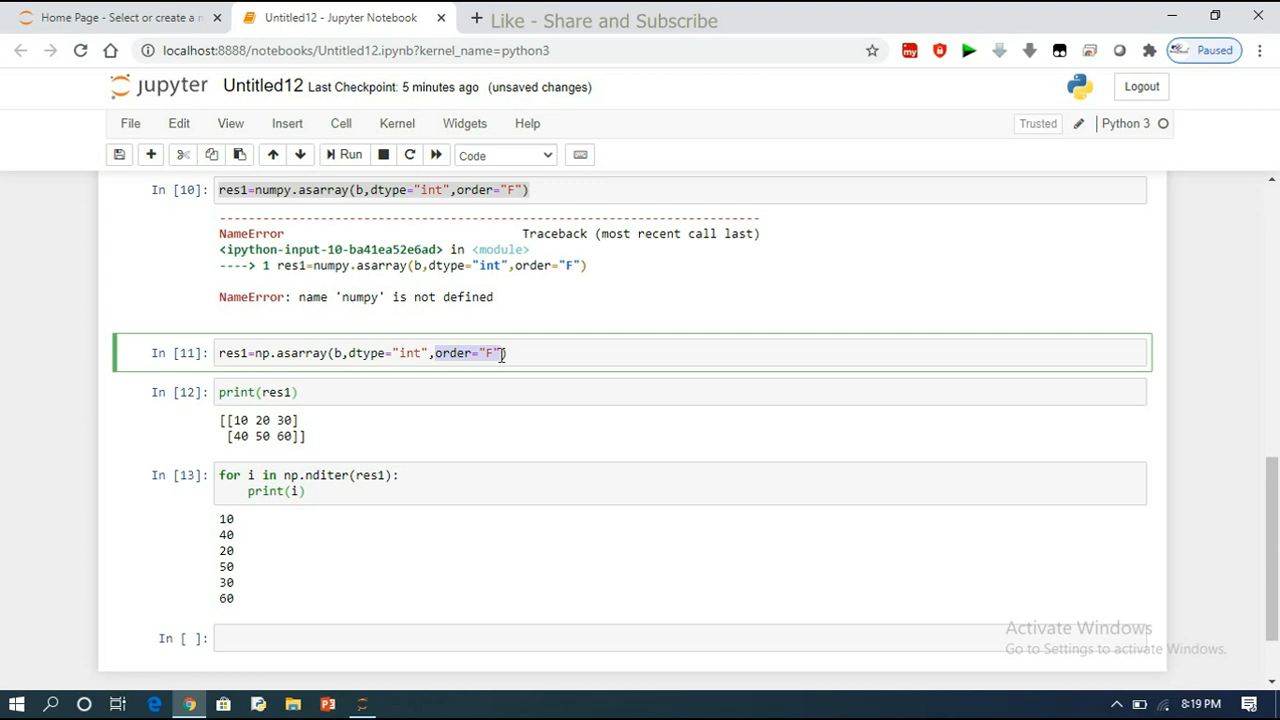 Home Page - Select or create a n
Untitled12 - Jupyter Notebook
Like - Share and Subscribe
localhost:8888/notebooks/Untitled12.ipynb?kernel_name=python3
my
Paused
jupyter Untitled12 Last Checkpoint: 5 minutes ago (unsaved changes)
Logout
File Edit View Insert Cell Kernel Widgets Help
Trusted
Python 3
Run
Code
In [10]: res1=numpy.asarray(b,dtype="int",order="F")
---------------------------------------------------------------------------
NameError Traceback (most recent call last)
<ipython-input-10-ba41ea52e6ad> in <module>
----> 1 res1=numpy.asarray(b,dtype="int",order="F")
NameError: name 'numpy' is not defined
In [11]: res1=np.asarray(b,dtype="int",order="F")
In [12]: print(res1)
[[10 20 30]
[40 50 60]]
In [13]: for i in np.nditer(res1):
print(i)
10
40
20
50
30
60
In [ ]:
Activate Windows
Go to Settings to activate Windows.
8:19 PM